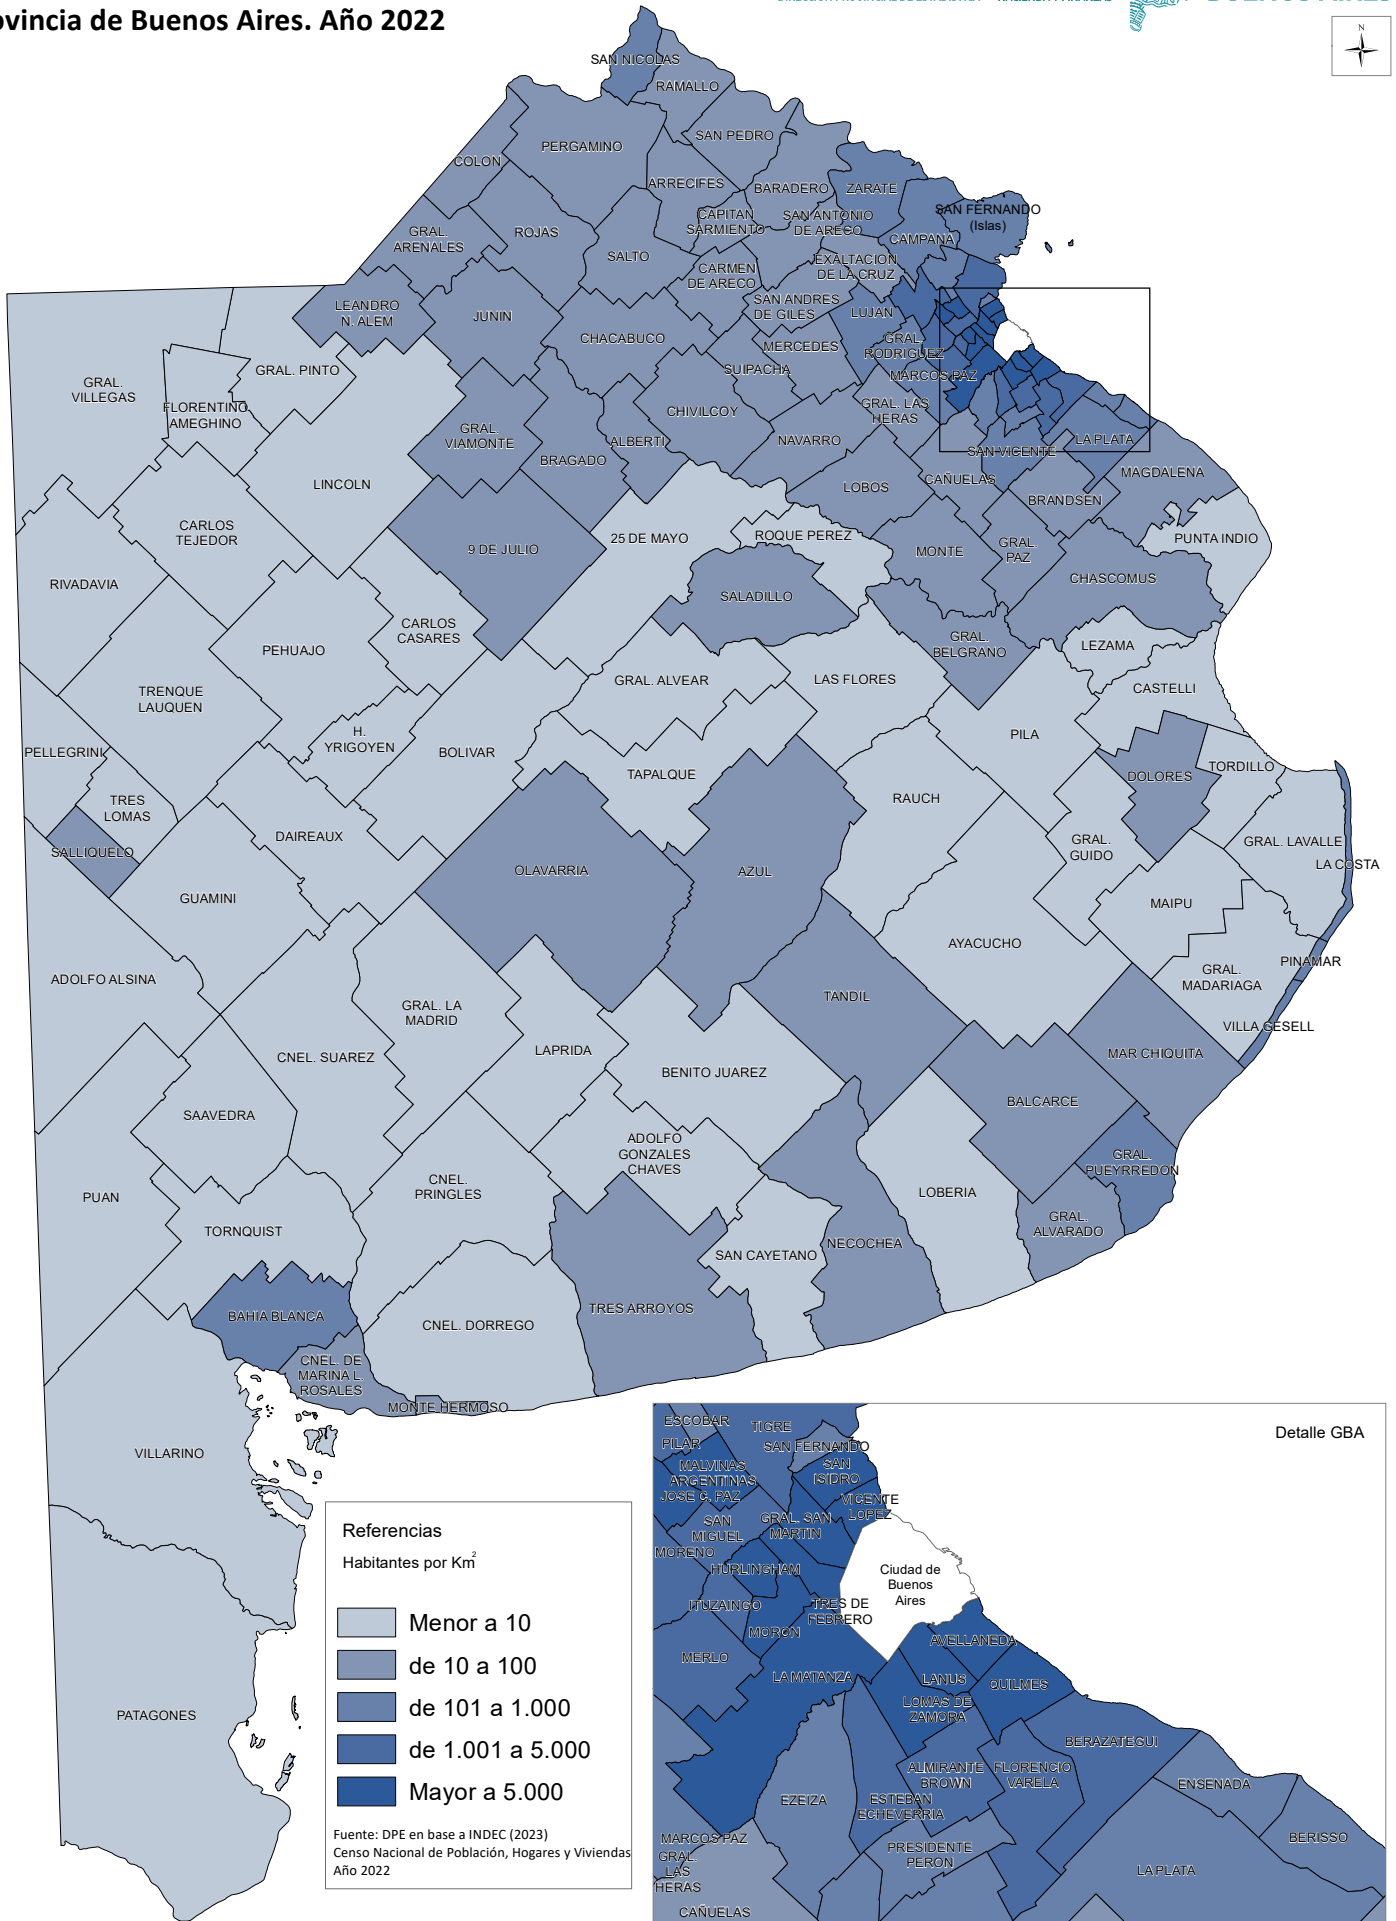 ovincia de Buenos Aires. Año 2022
N
SAN NICOLAS
RAMALLO
SAN PEDRO
PERGAMINO
COLON
ARRECIFES
BARADERO
ZARATE
SAN FERNANDO
(Islas)
CAPITAN
SARMIENTO
SAN ANTONIO
DE ARECO
CAMPANA
GRAL.
ARENALES
ROJAS
SALTO
CARMEN
DE ARECO
EXALTACION
DE LA CRUZ
LEANDRO
N. ALEM
JUNIN
SAN ANDRES
DE GILES
LUJAN
CHACABUCO
MERCEDES
GRAL.
RODRIGUEZ
SUIPACHA
MARCOS PAZ
GRAL. PINTO
GRAL.
VILLEGAS
FLORENTINO
AMEGHINO
CHIVILCOY
GRAL. LAS
HERAS
GRAL.
VIAMONTE
ALBERTI
NAVARRO
LA PLATA
BRAGADO
SAN VICENTE
LINCOLN
LOBOS
CAÑUELAS
MAGDALENA
BRANDSEN
CARLOS
TEJEDOR
9 DE JULIO
25 DE MAYO
ROQUE PEREZ
MONTE
GRAL.
PAZ
PUNTA INDIO
RIVADAVIA
CHASCOMUS
SALADILLO
CARLOS
CASARES
GRAL.
BELGRANO
LEZAMA
PEHUAJO
TRENQUE
LAUQUEN
GRAL. ALVEAR
LAS FLORES
CASTELLI
H.
YRIGOYEN
PILA
PELLEGRINI
BOLIVAR
TAPALQUE
DOLORES
TORDILLO
TRES
LOMAS
RAUCH
DAIREAUX
GRAL.
GUIDO
GRAL. LAVALLE
SALLIQUELO
LA COSTA
OLAVARRIA
AZUL
GUAMINI
MAIPU
AYACUCHO
PINAMAR
ADOLFO ALSINA
GRAL.
MADARIAGA
TANDIL
GRAL. LA
MADRID
VILLA GESELL
CNEL. SUAREZ
LAPRIDA
MAR CHIQUITA
BENITO JUAREZ
BALCARCE
SAAVEDRA
ADOLFO
GONZALES
CHAVES
GRAL.
PUEYRREDON
PUAN
CNEL.
PRINGLES
LOBERIA
GRAL.
ALVARADO
TORNQUIST
NECOCHEA
SAN CAYETANO
BAHIA BLANCA
TRES ARROYOS
CNEL. DORREGO
CNEL. DE
MARINA L.
ROSALES
MONTE HERMOSO
VILLARINO
PATAGONES
Referencias
Habitantes por Km²
Menor a 10
de 10 a 100
de 101 a 1.000
de 1.001 a 5.000
Mayor a 5.000
Fuente: DPE en base a INDEC (2023)
Censo Nacional de Población, Hogares y Viviendas
Año 2022
Detalle GBA
ESCOBAR
TIGRE
PILAR
SAN FERNANDO
MALVINAS
ARGENTINAS
SAN
ISIDRO
JOSE C. PAZ
VICENTE
LOPEZ
SAN
MIGUEL
GRAL. SAN
MARTIN
MORENO
HURLINGHAM
Ciudad de
Buenos
Aires
ITUZAINGO
TRES DE
FEBRERO
MORON
AVELLANEDA
MERLO
LA MATANZA
LANUS
QUILMES
LOMAS DE
ZAMORA
BERAZATEGUI
ALMIRANTE
BROWN
FLORENCIO
VARELA
ENSENADA
EZEIZA
ESTEBAN
ECHEVERRIA
BERISSO
MARCOS PAZ
PRESIDENTE
PERON
GRAL.
LAS
HERAS
LA PLATA
CAÑUELAS